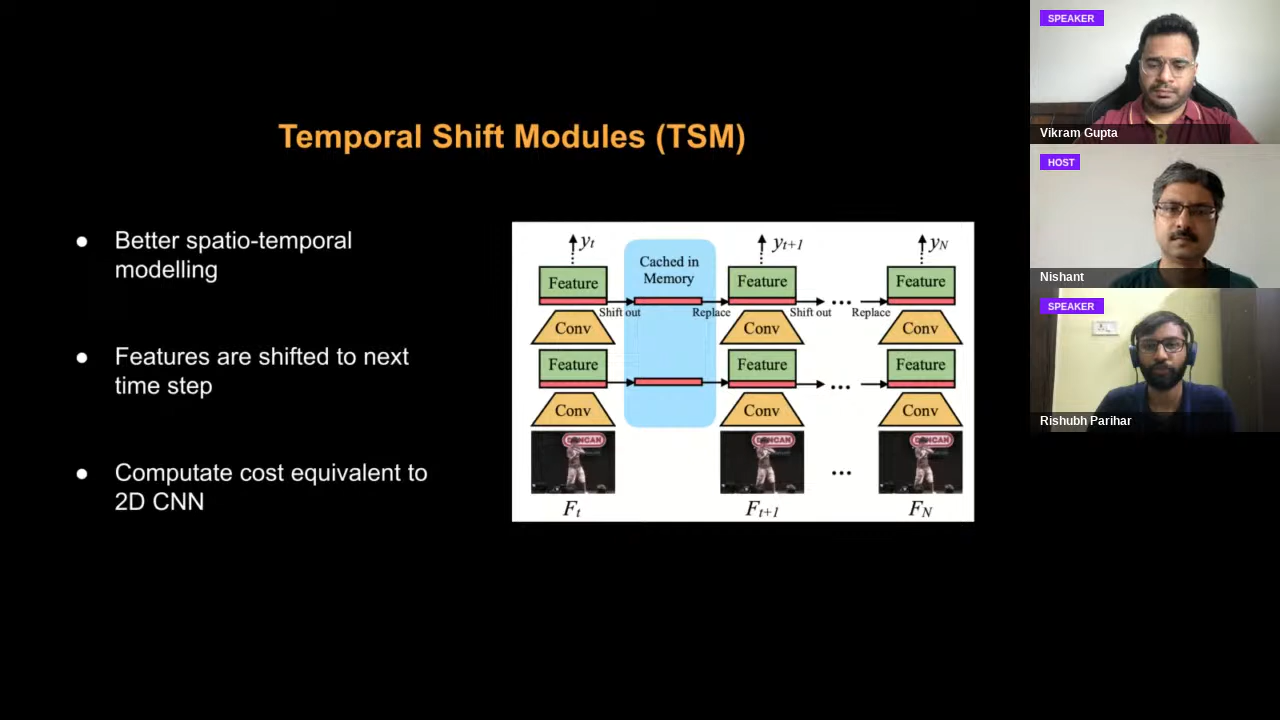 Temporal Shift Modules (TSM)
● Better spatio-temporal
modelling
● Features are shifted to next
time step
● Computate cost equivalent to
2D CNN
yt
yt+1
yN
Cached in
Memory
Feature
Feature
Feature
Shift out
Replace
Shift out
Replace
Conv
Conv
Conv
Feature
Feature
Feature
...
...
Conv
Conv
Conv
...
Ft
Ft+1
FN
SPEAKER
Vikram Gupta
HOST
Nishant
SPEAKER
Rishubh Parihar